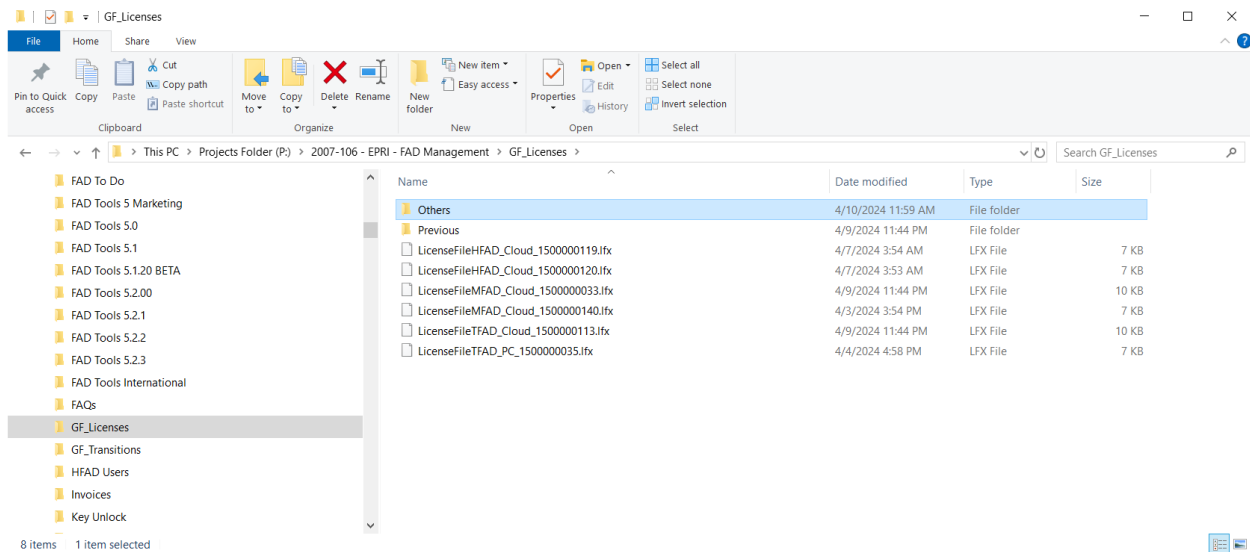 GF_Licenses
File Home Share View
Pin to Quick access
Copy
Paste
Cut
Copy path
Paste shortcut
Clipboard
Move to
Copy to
Delete
Rename
Organize
New folder
New item
Easy access
New
Properties
Open
Edit
History
Open
Select all
Select none
Invert selection
Select
This PC > Projects Folder (P:) > 2007-106 - EPRI - FAD Management > GF_Licenses >
Search GF_Licenses
FAD To Do
FAD Tools 5 Marketing
FAD Tools 5.0
FAD Tools 5.1
FAD Tools 5.1.20 BETA
FAD Tools 5.2.00
FAD Tools 5.2.1
FAD Tools 5.2.2
FAD Tools 5.2.3
FAD Tools International
FAQs
GF_Licenses
GF_Transitions
HFAD Users
Invoices
Key Unlock
Name Date modified Type Size
Others 4/10/2024 11:59 AM File folder
Previous 4/9/2024 11:44 PM File folder
LicenseFileHFAD_Cloud_1500000119.lfx 4/7/2024 3:54 AM LFX File 7 KB
LicenseFileHFAD_Cloud_1500000120.lfx 4/7/2024 3:53 AM LFX File 7 KB
LicenseFileMFAD_Cloud_1500000033.lfx 4/9/2024 11:44 PM LFX File 10 KB
LicenseFileMFAD_Cloud_1500000140.lfx 4/3/2024 3:54 PM LFX File 7 KB
LicenseFileTFAD_Cloud_1500000113.lfx 4/9/2024 11:44 PM LFX File 10 KB
LicenseFileTFAD_PC_1500000035.lfx 4/4/2024 4:58 PM LFX File 7 KB
8 items 1 item selected